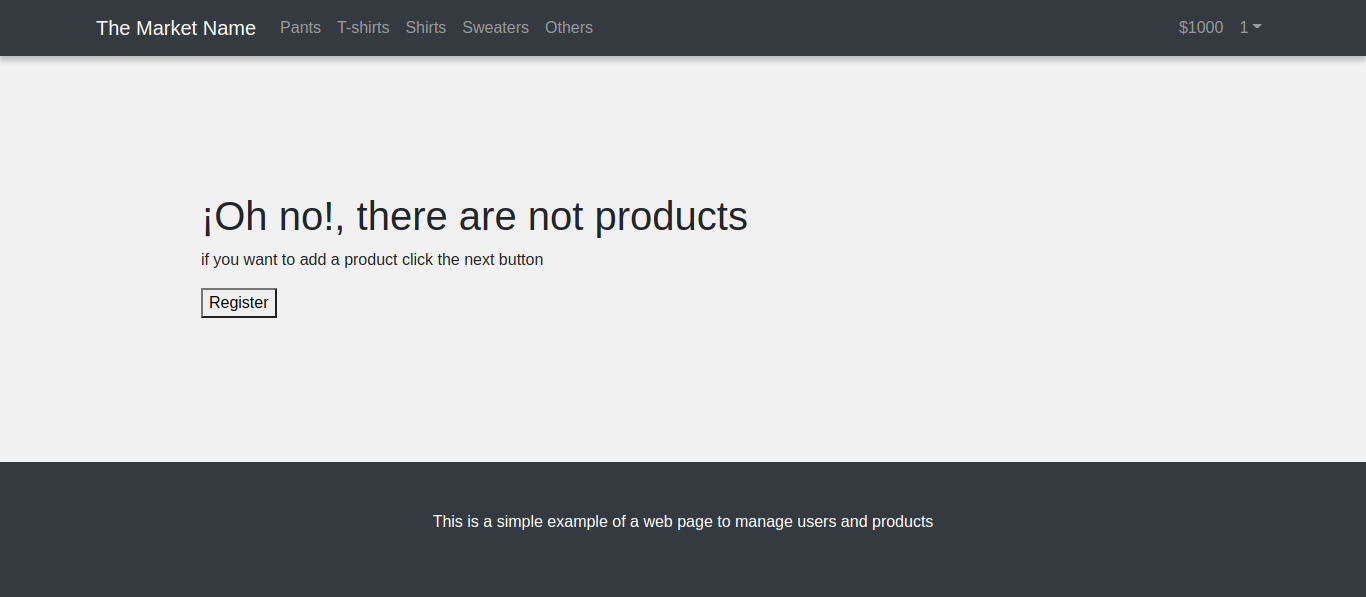 The Market Name Pants T-shirts Shirts Sweaters Others $1000 1
¡Oh no!, there are not products
if you want to add a product click the next button
Register
This is a simple example of a web page to manage users and products